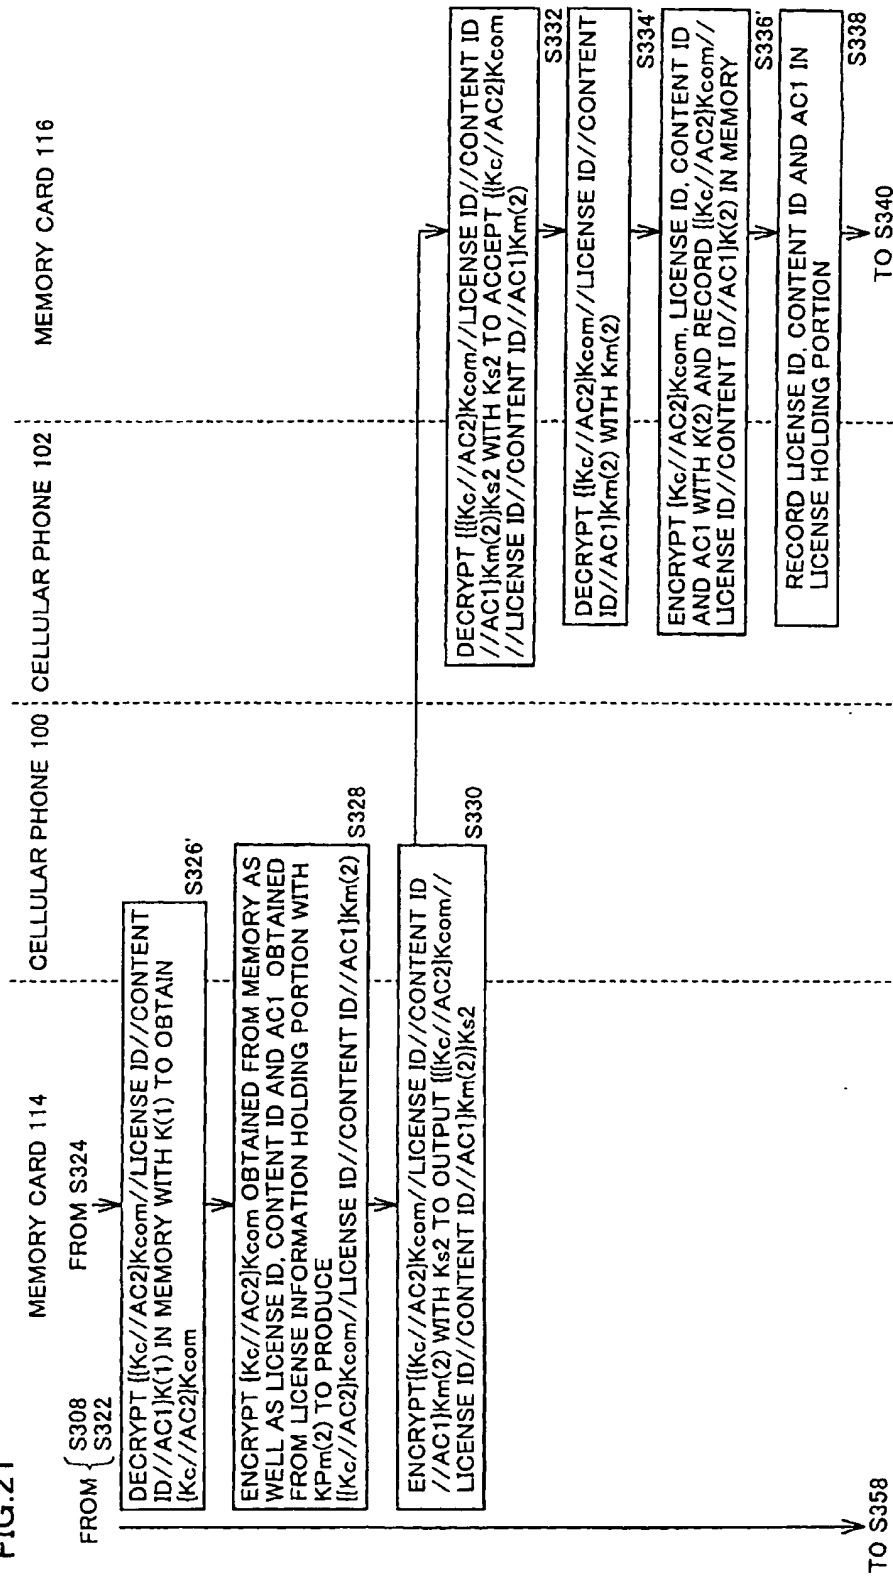 FIG.21
MEMORY CARD 114
CELLULAR PHONE 100
CELLULAR PHONE 102
MEMORY CARD 116
FROM { S308
S322
FROM S324
DECRYPT {{Kc//AC2}Kcom//LICENSE ID//CONTENT
ID//AC1}K(1) IN MEMORY WITH K(1) TO OBTAIN
{Kc//AC2}Kcom
S326'
ENCRYPT {Kc//AC2}Kcom OBTAINED FROM MEMORY AS
WELL AS LICENSE ID, CONTENT ID AND AC1 OBTAINED
FROM LICENSE INFORMATION HOLDING PORTION WITH
KPm(2) TO PRODUCE
{{Kc//AC2}Kcom//LICENSE ID//CONTENT ID//AC1}Km(2)
S328
ENCRYPT{{Kc//AC2}Kcom//LICENSE ID//CONTENT ID
//AC1}Km(2) WITH Ks2 TO OUTPUT {{{Kc//AC2}Kcom//
LICENSE ID//CONTENT ID//AC1}Km(2)}Ks2
S330
DECRYPT {{{Kc//AC2}Kcom//LICENSE ID//CONTENT ID
//AC1}Km(2)}Ks2 WITH Ks2 TO ACCEPT {{Kc//AC2}Kcom
//LICENSE ID//CONTENT ID//AC1}Km(2)
S332
DECRYPT {{Kc//AC2}Kcom//LICENSE ID//CONTENT
ID//AC1}Km(2) WITH Km(2)
S334'
ENCRYPT {Kc//AC2}Kcom, LICENSE ID, CONTENT ID
AND AC1 WITH K(2) AND RECORD {{Kc//AC2}Kcom//
LICENSE ID//CONTENT ID//AC1}K(2) IN MEMORY
S336'
RECORD LICENSE ID, CONTENT ID AND AC1 IN
LICENSE HOLDING PORTION
S338
TO S340
TO S358